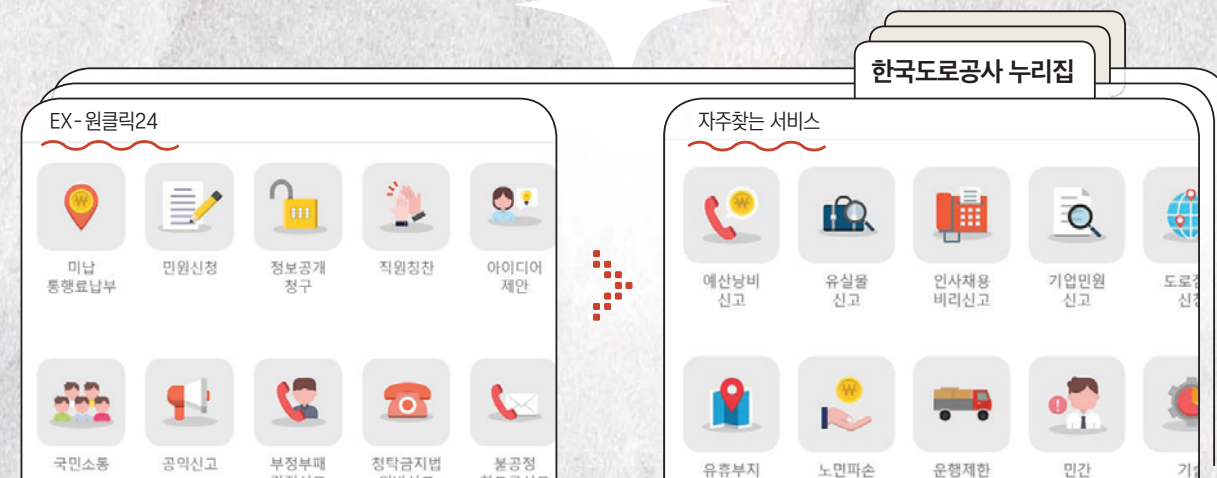 한국도로공사 누리집
EX-원클릭24
미납
통행료납부
민원신청
정보공개
청구
직원칭찬
아이디어
제안
국민소통
공익신고
부정부패
청탁금지법
불공정
자주찾는 서비스
예산낭비
신고
유실물
신고
인사채용
비리신고
기업민원
신고
유휴부지
노면파손
운행제한
민간